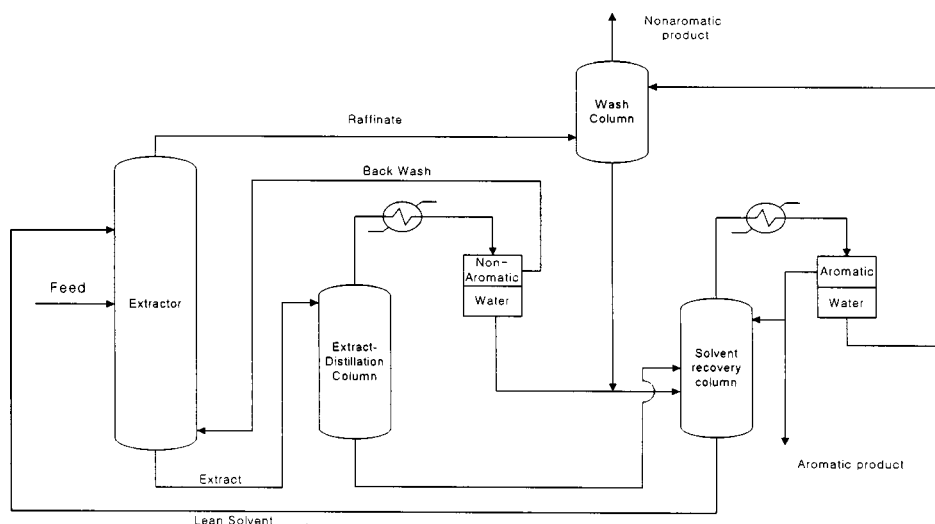 Nonaromatic
product
Wash
Column
Raffinate
Back Wash
Non-
Aromatic
Water
Aromatic
Water
Feed
Extractor
Extract-
Distillation
Column
Solvent
recovery
column
Extract
Aromatic product
Lean Solvent